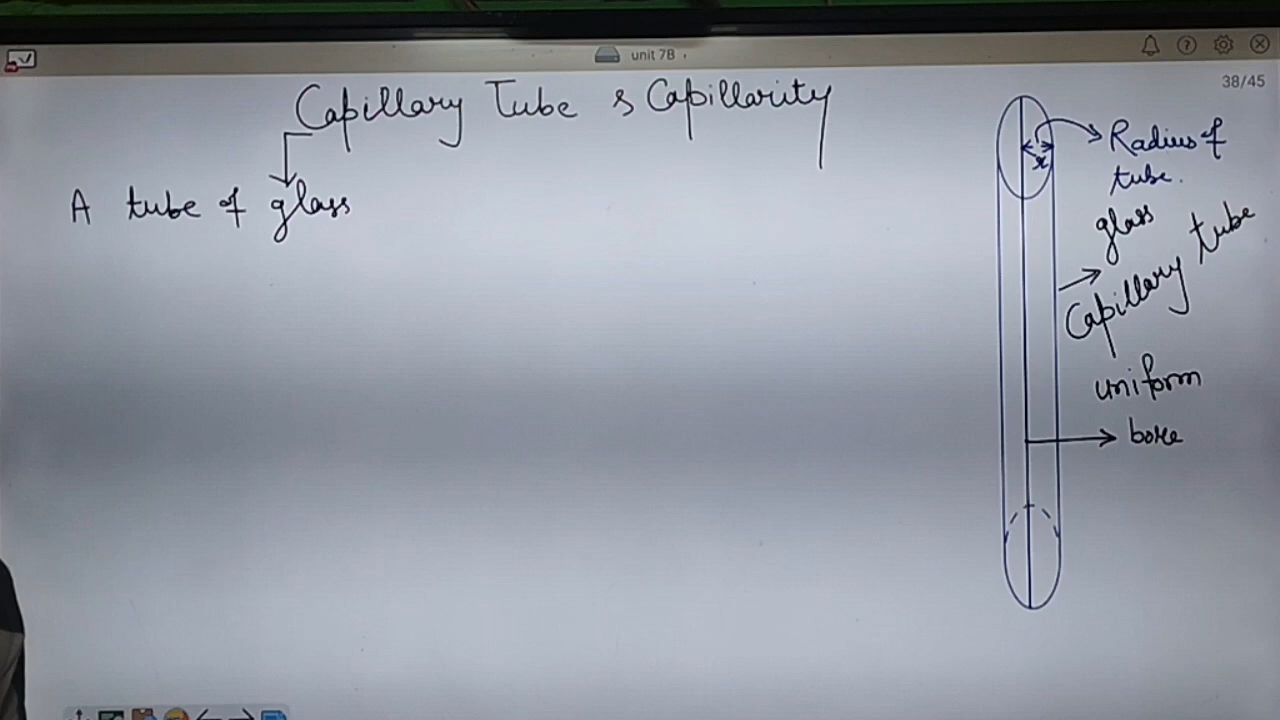 unit 7B
38/45
Capillary Tube & Capillarity
A tube of glass
Radius of
tube.
r
glass
Capillary tube
uniform
bore